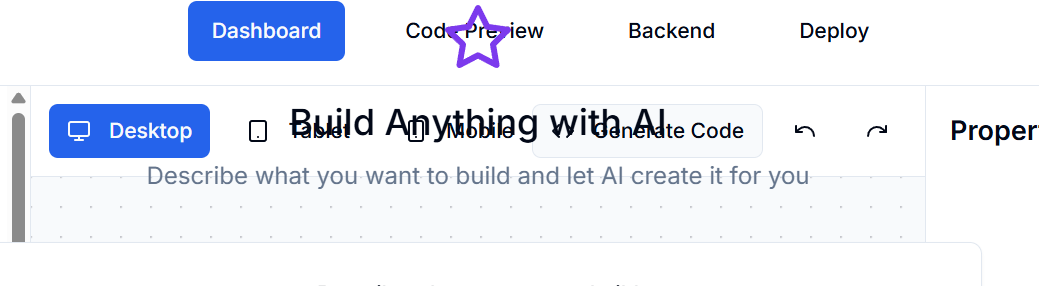 Dashboard Code Preview Backend Deploy
Build Anything with AI
Desktop Tablet Mobile Generate Code
Describe what you want to build and let AI create it for you